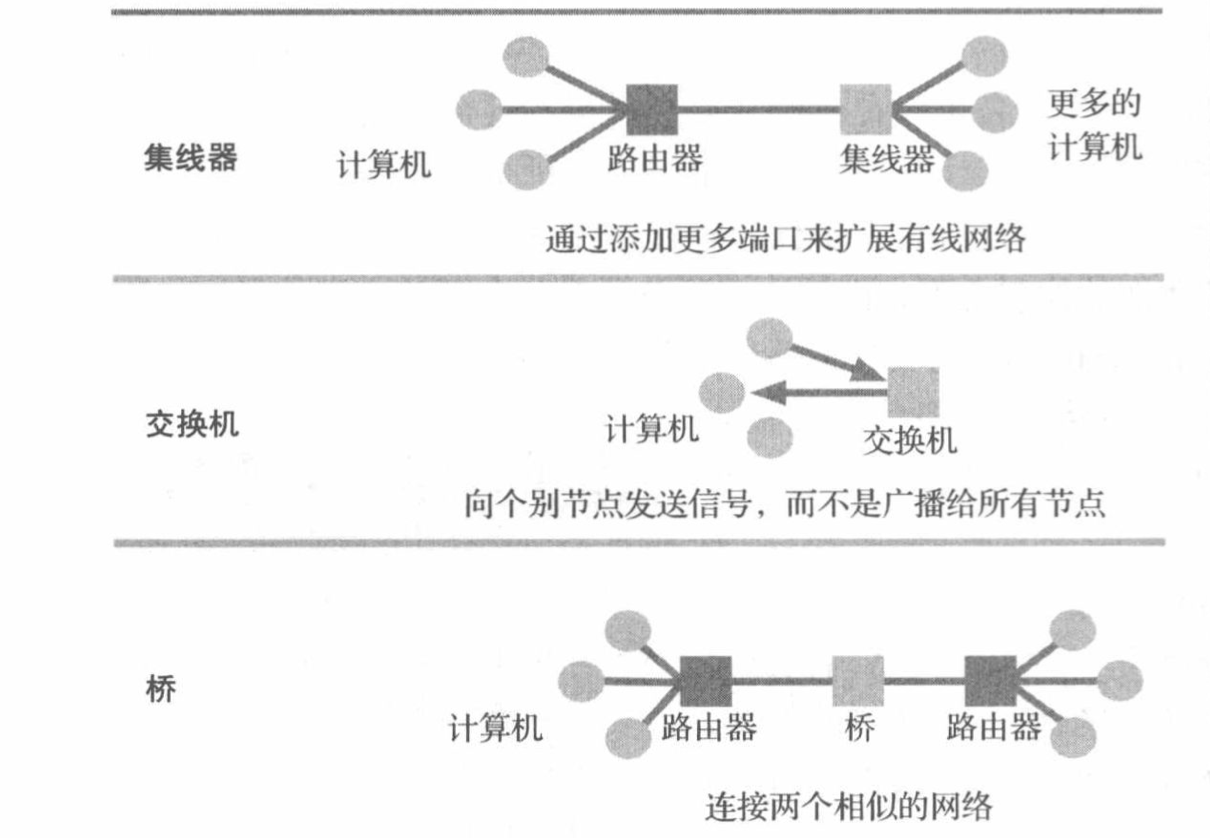 集线器
计算机
路由器
集线器
更多的
计算机
通过添加更多端口来扩展有线网络
交换机
计算机
交换机
向个别节点发送信号，而不是广播给所有节点
桥
计算机
路由器
桥
路由器
连接两个相似的网络